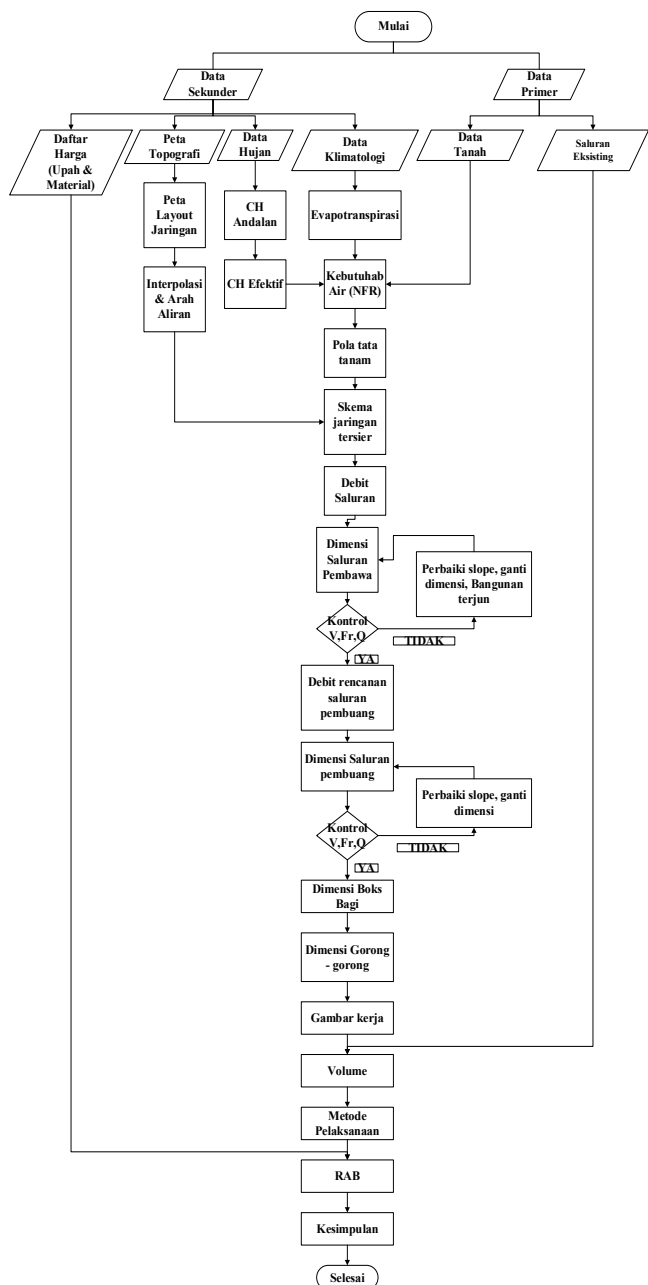 Mulai
Data
Sekunder
Data
Primer
Daftar
Harga
(Upah &
Material)
Peta
Topografi
Data
Hujan
Data
Klimatologi
Data
Tanah
Saluran
Eksisting
Peta
Layout
Jaringan
CH
Andalan
Evapotranspirasi
Interpolasi
& Arah
Aliran
CH Efektif
Kebutuhab
Air (NFR)
Pola tata
tanam
Skema
jaringan
tersier
Debit
Saluran
Dimensi
Saluran
Pembawa
Perbaiki slope, ganti
dimensi, Bangunan
terjun
Kontrol
V,Fr,Q
TIDAK
YA
Debit rencanan
saluran
pembuang
Dimensi Saluran
pembuang
Perbaiki slope, ganti
dimensi
Kontrol
V,Fr,Q
TIDAK
YA
Dimensi Boks
Bagi
Dimensi Gorong
- gorong
Gambar kerja
Volume
Metode
Pelaksanaan
RAB
Kesimpulan
Selesai